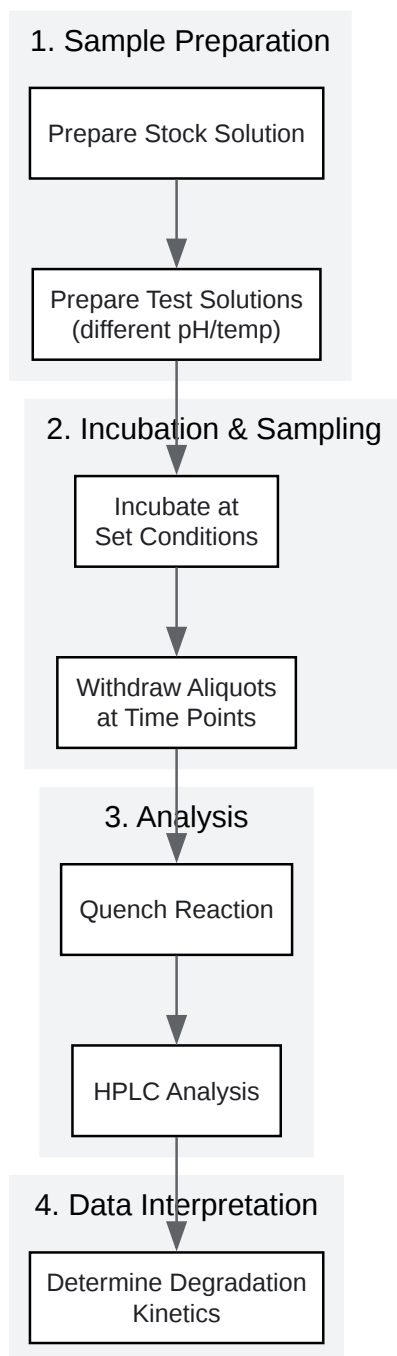 1. Sample Preparation
Prepare Stock Solution
Prepare Test Solutions
(different pH/temp)
2. Incubation & Sampling
Incubate at
Set Conditions
Withdraw Aliquots
at Time Points
3. Analysis
Quench Reaction
HPLC Analysis
4. Data Interpretation
Determine Degradation
Kinetics